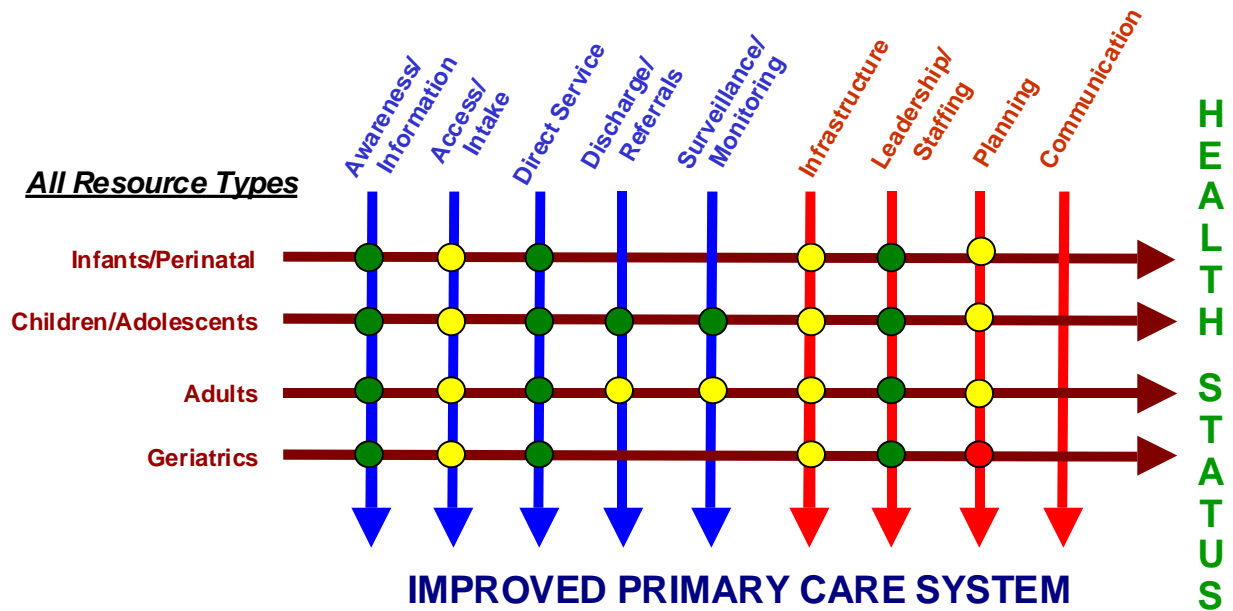 Awareness/
Information
Access/
Intake
Direct Service
Discharge/
Referrals
Surveillance/
Monitoring
Infrastructure
Leadership/
Staffing
Planning
Communication
All Resource Types
Infants/Perinatal
Children/Adolescents
Adults
Geriatrics
HEALTH STATUS
IMPROVED PRIMARY CARE SYSTEM